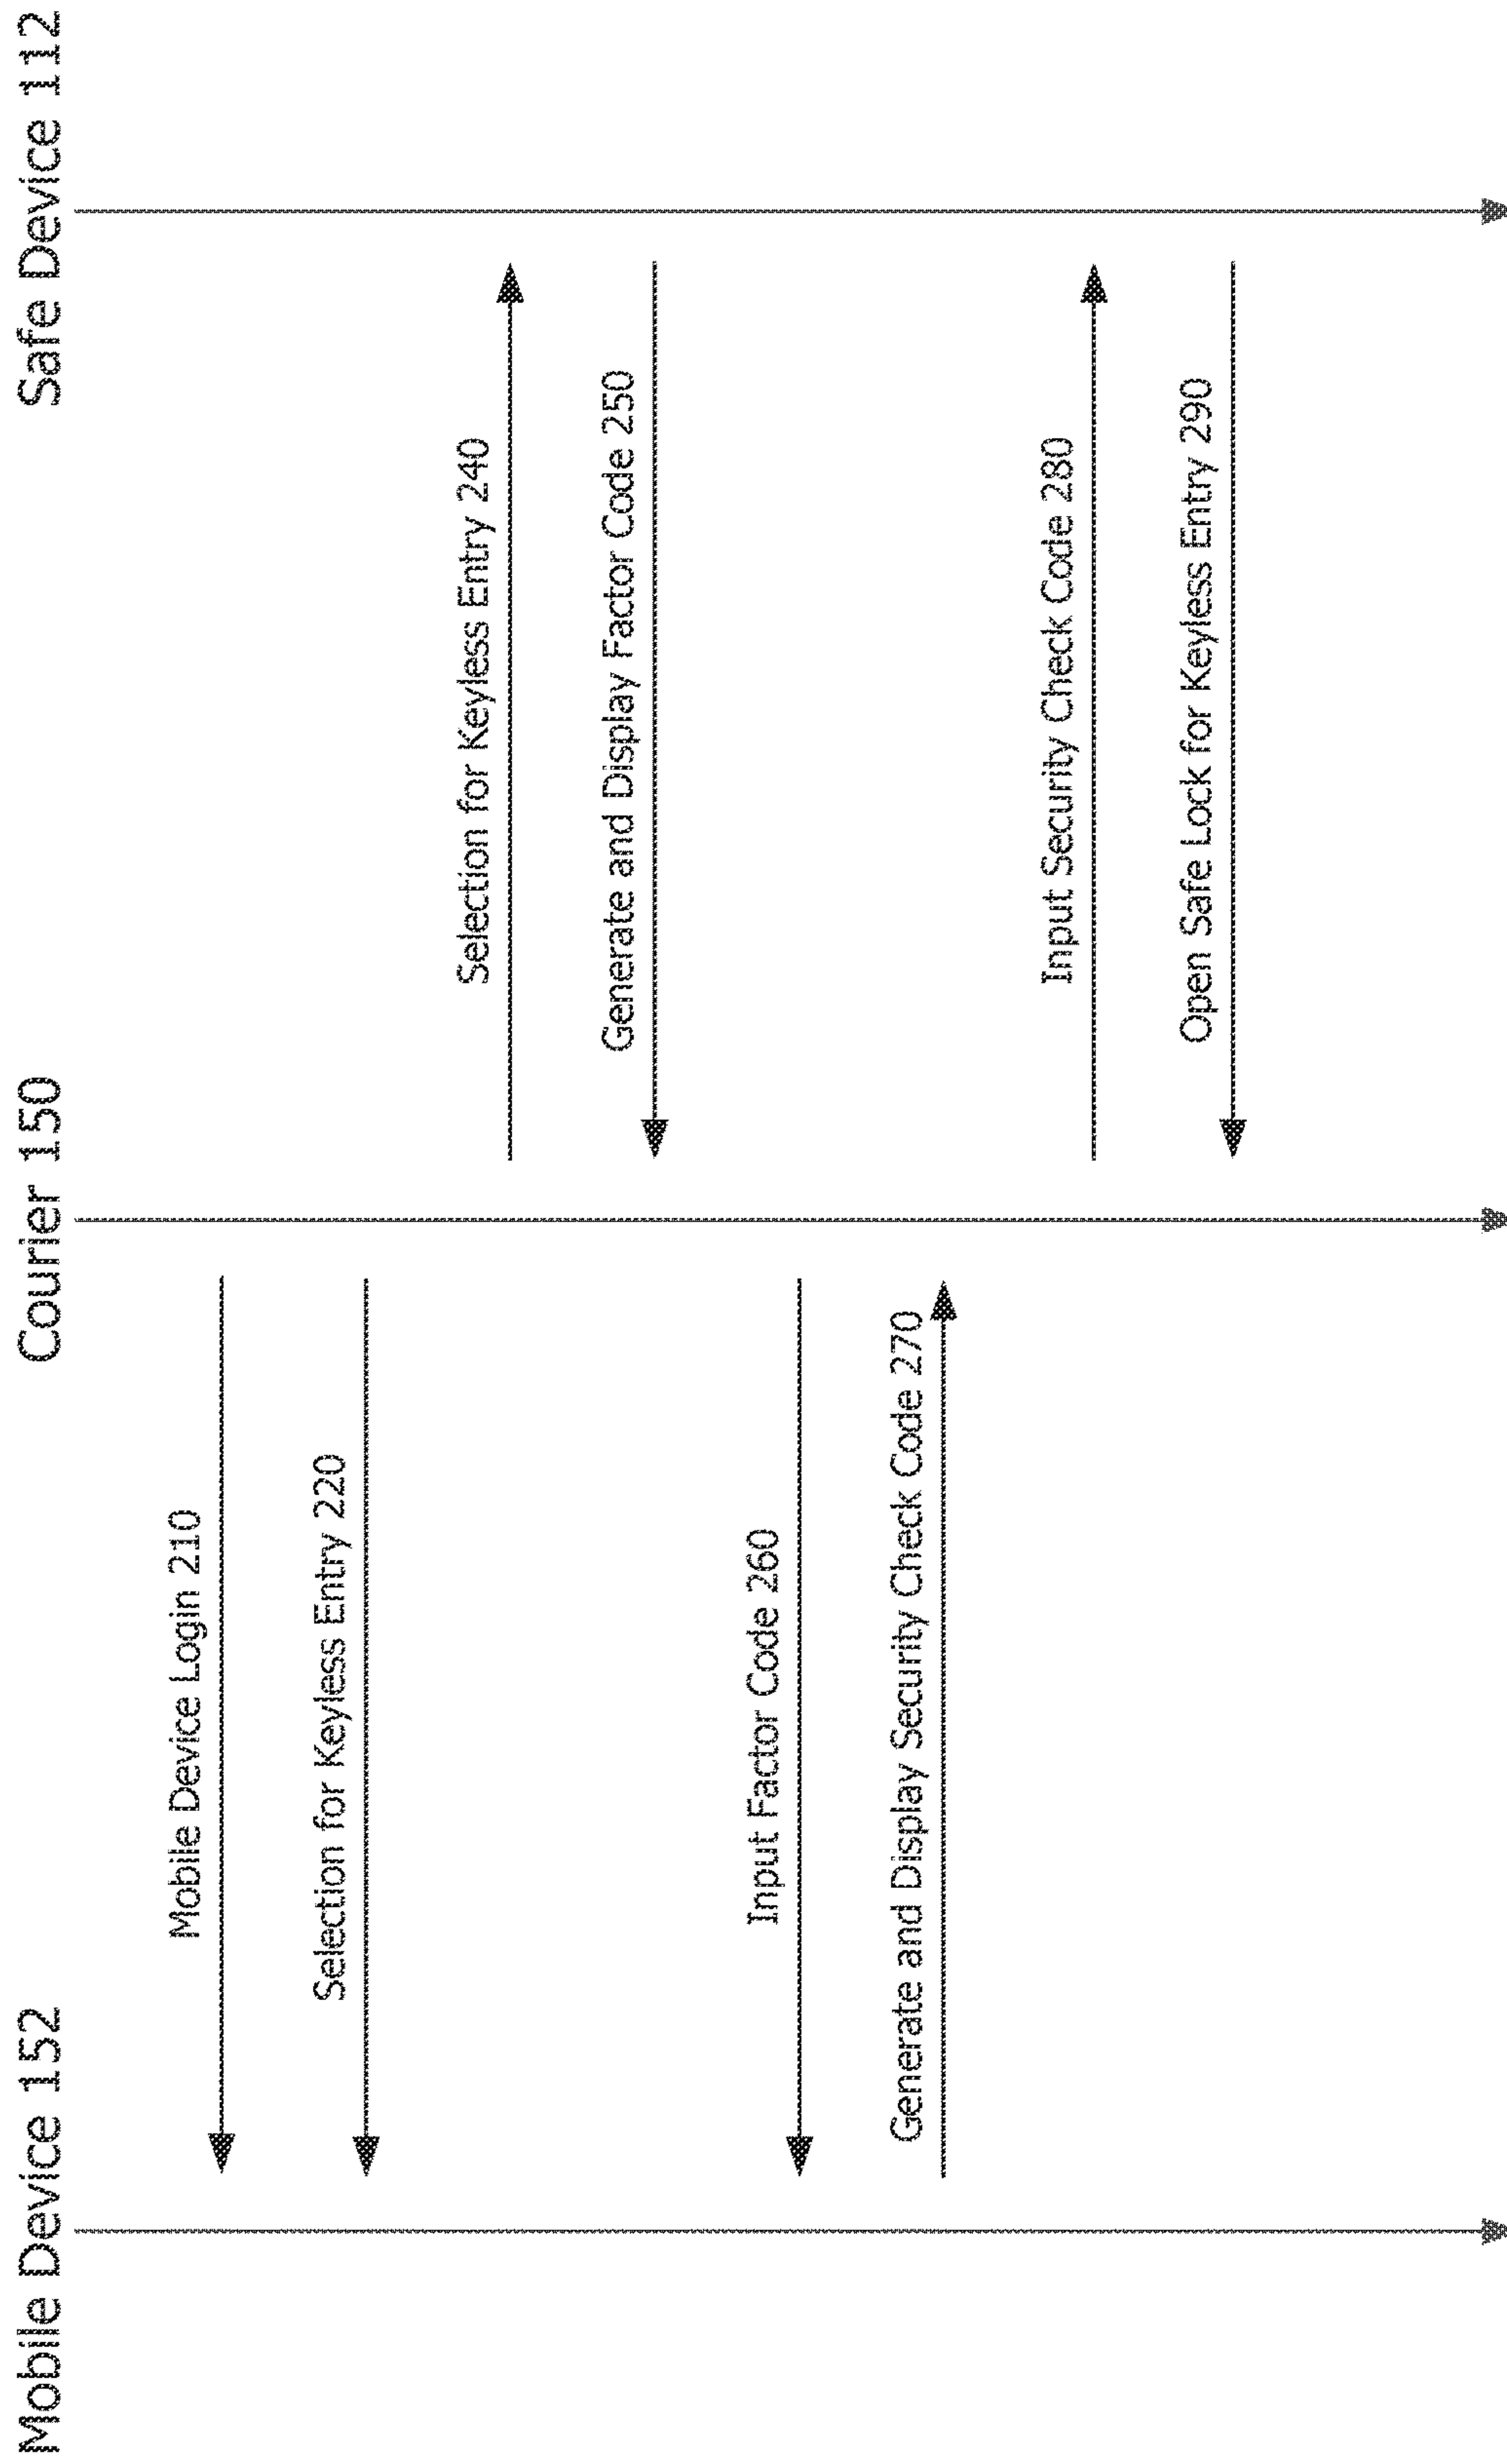 Mobile Device 152
Courier 150
Safe Device 112
Mobile Device Login 210
Selection for Keyless Entry 220
Selection for Keyless Entry 240
Generate and Display Factor Code 250
Input Factor Code 260
Generate and Display Security Check Code 270
Input Security Check Code 280
Open Safe Lock for Keyless Entry 290